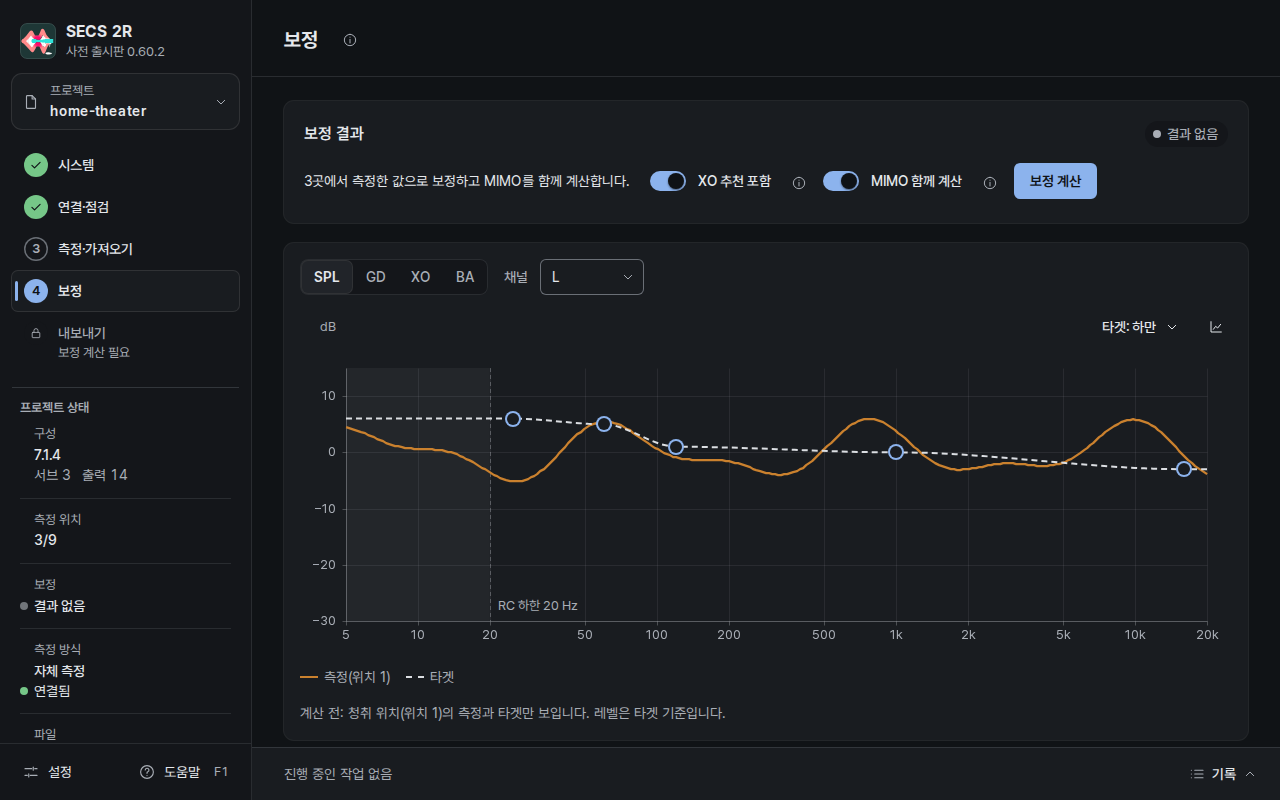 SECS 2R
사전 출시판 0.60.2
프로젝트
home-theater
시스템
연결·점검
3 측정·가져오기
4 보정
내보내기
보정 계산 필요
프로젝트 상태
구성
7.1.4
서브 3 출력 14
측정 위치
3/9
보정
결과 없음
측정 방식
자체 측정
연결됨
파일
설정 도움말 F1
보정
보정 결과 결과 없음
3곳에서 측정한 값으로 보정하고 MIMO를 함께 계산합니다. XO 추천 포함 MIMO 함께 계산 보정 계산
SPL GD XO BA 채널 L
dB 타겟: 하만
10
0
−10
−20
−30
RC 하한 20 Hz
5 10 20 50 100 200 500 1k 2k 5k 10k 20k
측정(위치 1) 타겟
계산 전: 청취 위치(위치 1)의 측정과 타겟만 보입니다. 레벨은 타겟 기준입니다.
진행 중인 작업 없음 기록